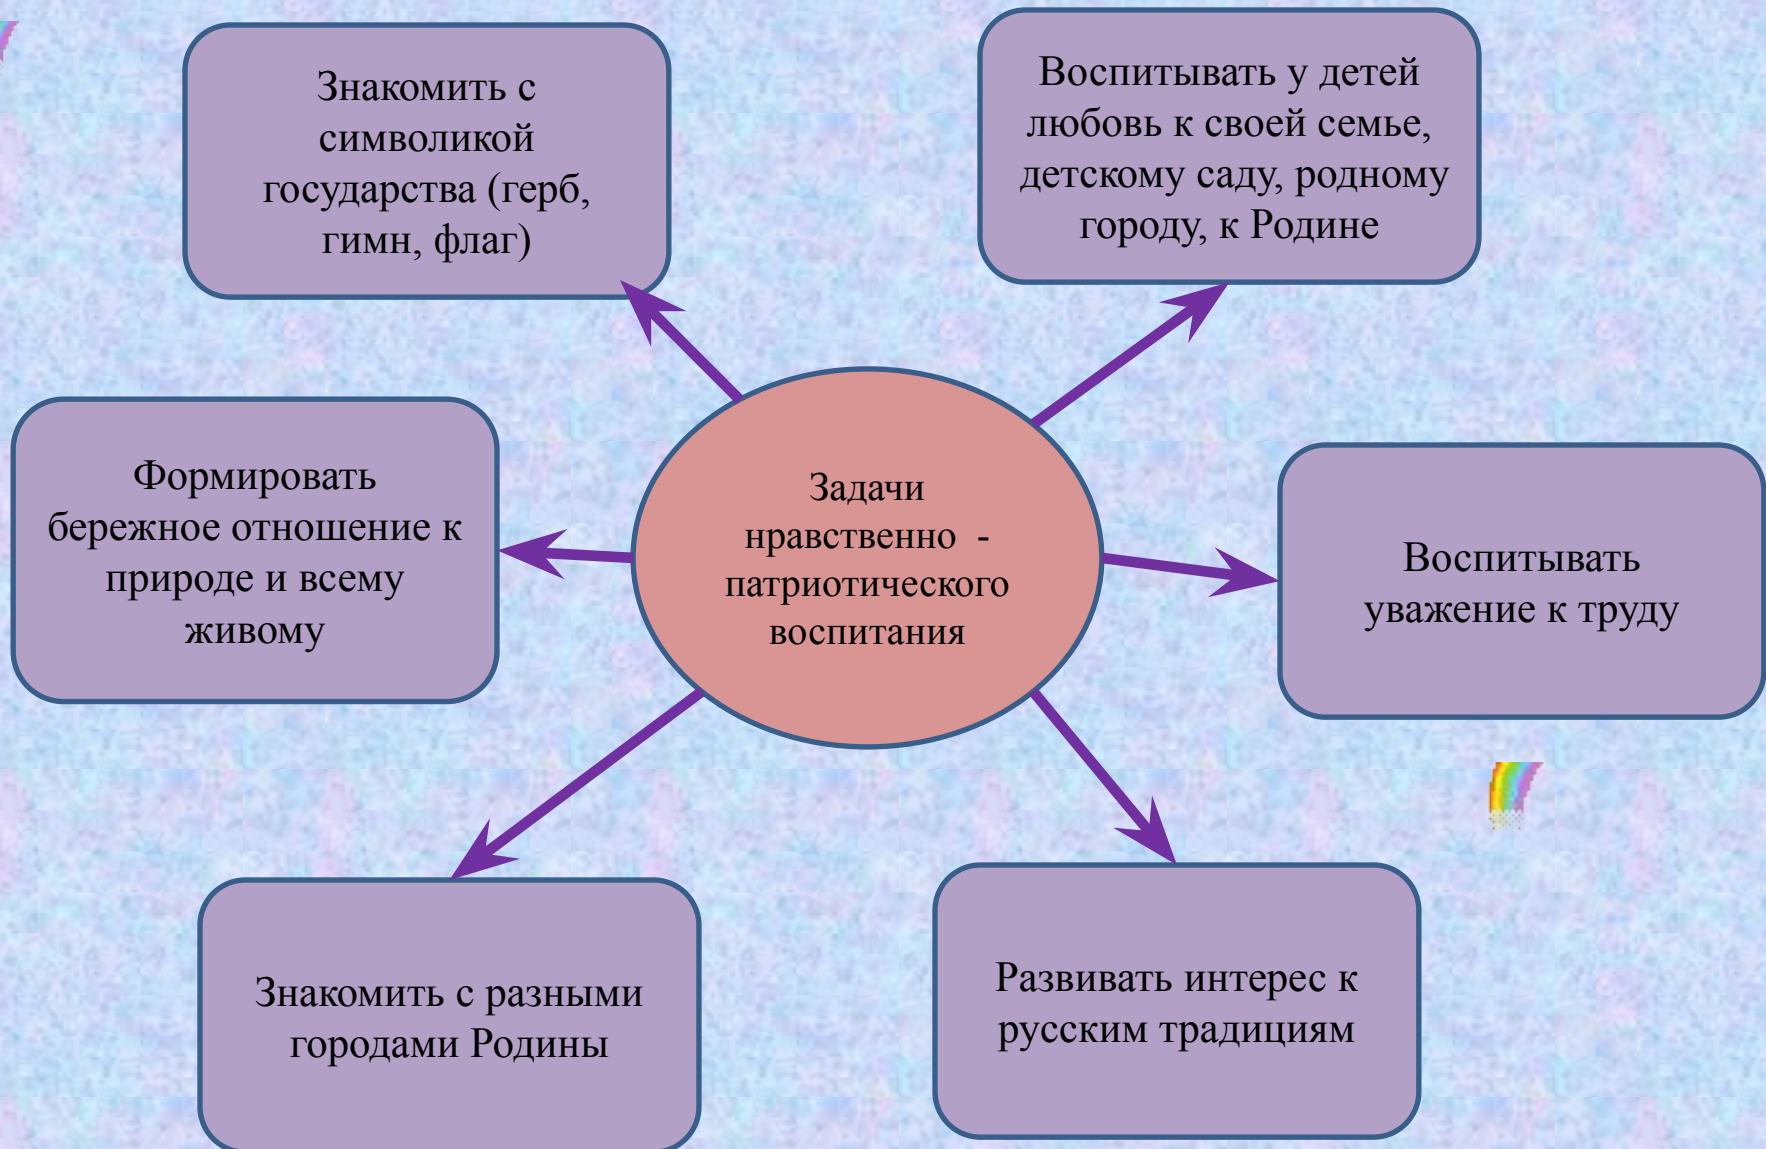 Знакомить с
символикой
государства (герб,
гимн, флаг)
Воспитывать у детей
любовь к своей семье,
детскому саду, родному
городу, к Родине
Формировать
бережное отношение к
природе и всему
живому
Задачи
нравственно -
патриотического
воспитания
Воспитывать
уважение к труду
Знакомить с разными
городами Родины
Развивать интерес к
русским традициям